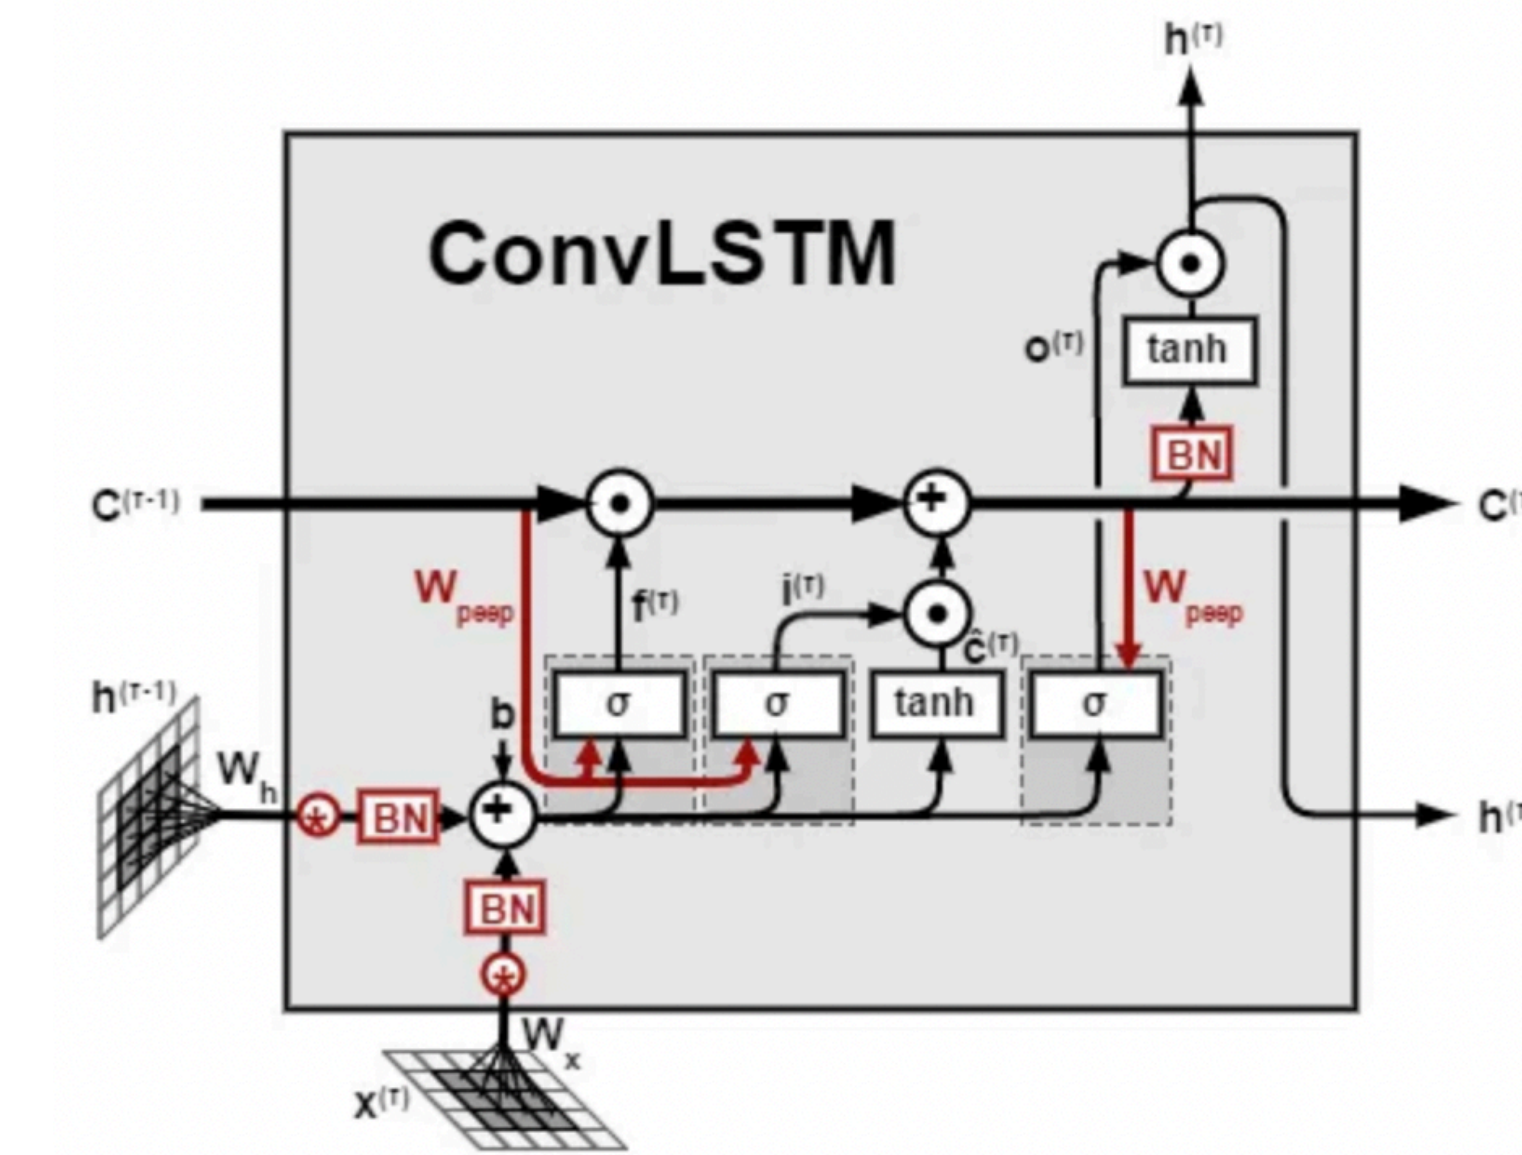 h(τ)
ConvLSTM
o(τ)
tanh
BN
C(τ-1)
+
C(τ
W peep
f(τ)
i(τ)
ĉ(τ)
W peep
h(τ-1)
b
σ
σ
tanh
σ
W h
*
BN
+
h(τ
BN
*
W x
x(τ)